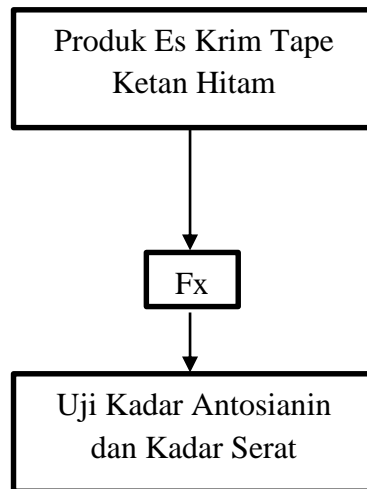 Produk Es Krim Tape
Ketan Hitam
Fx
Uji Kadar Antosianin
dan Kadar Serat